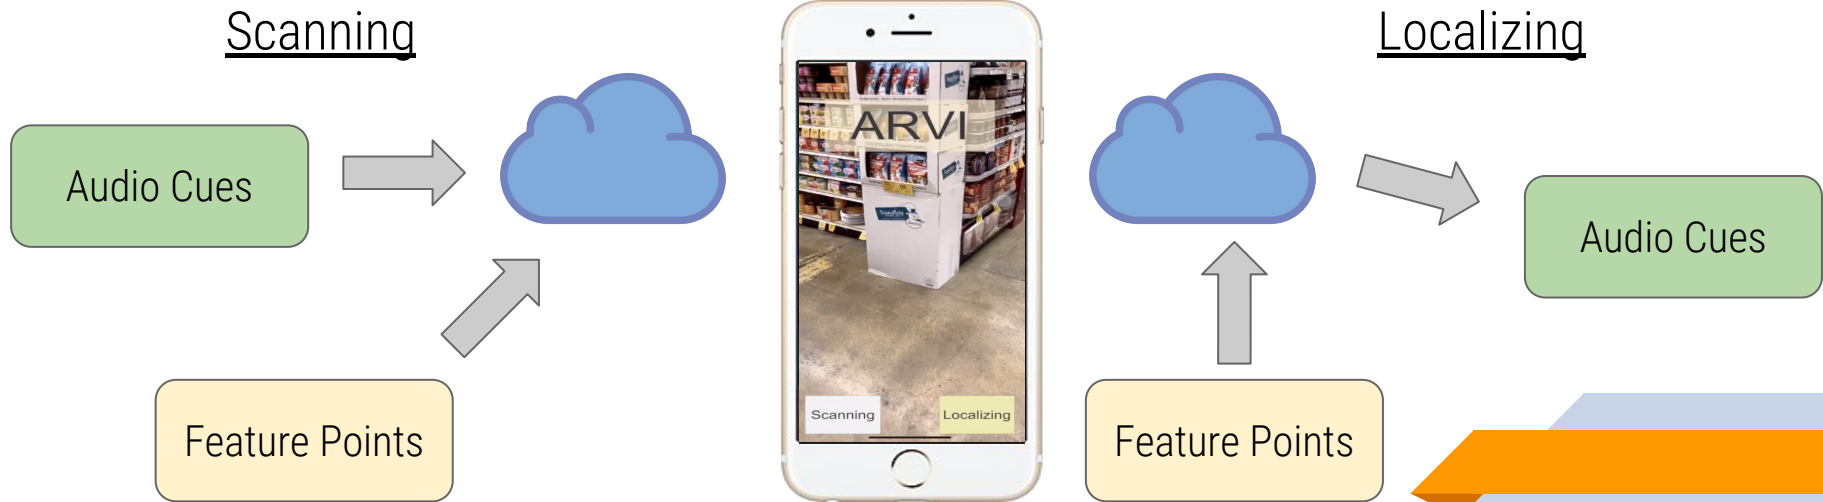 Scanning
Localizing
ARVI
Audio Cues
Audio Cues
Scanning
Localizing
Feature Points
Feature Points